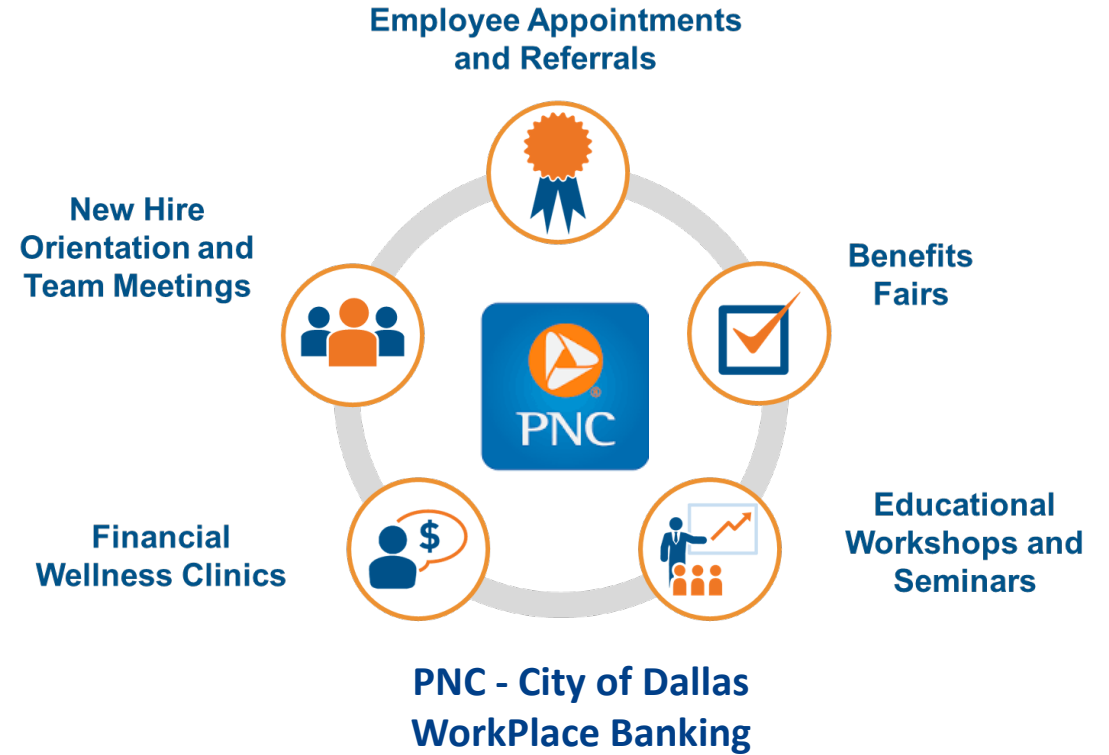 Employee Appointments
and Referrals
New Hire
Orientation and
Team Meetings
Benefits
Fairs
$
®
PNC
Financial
Wellness Clinics
Educational
Workshops and
Seminars
PNC - City of Dallas
WorkPlace Banking